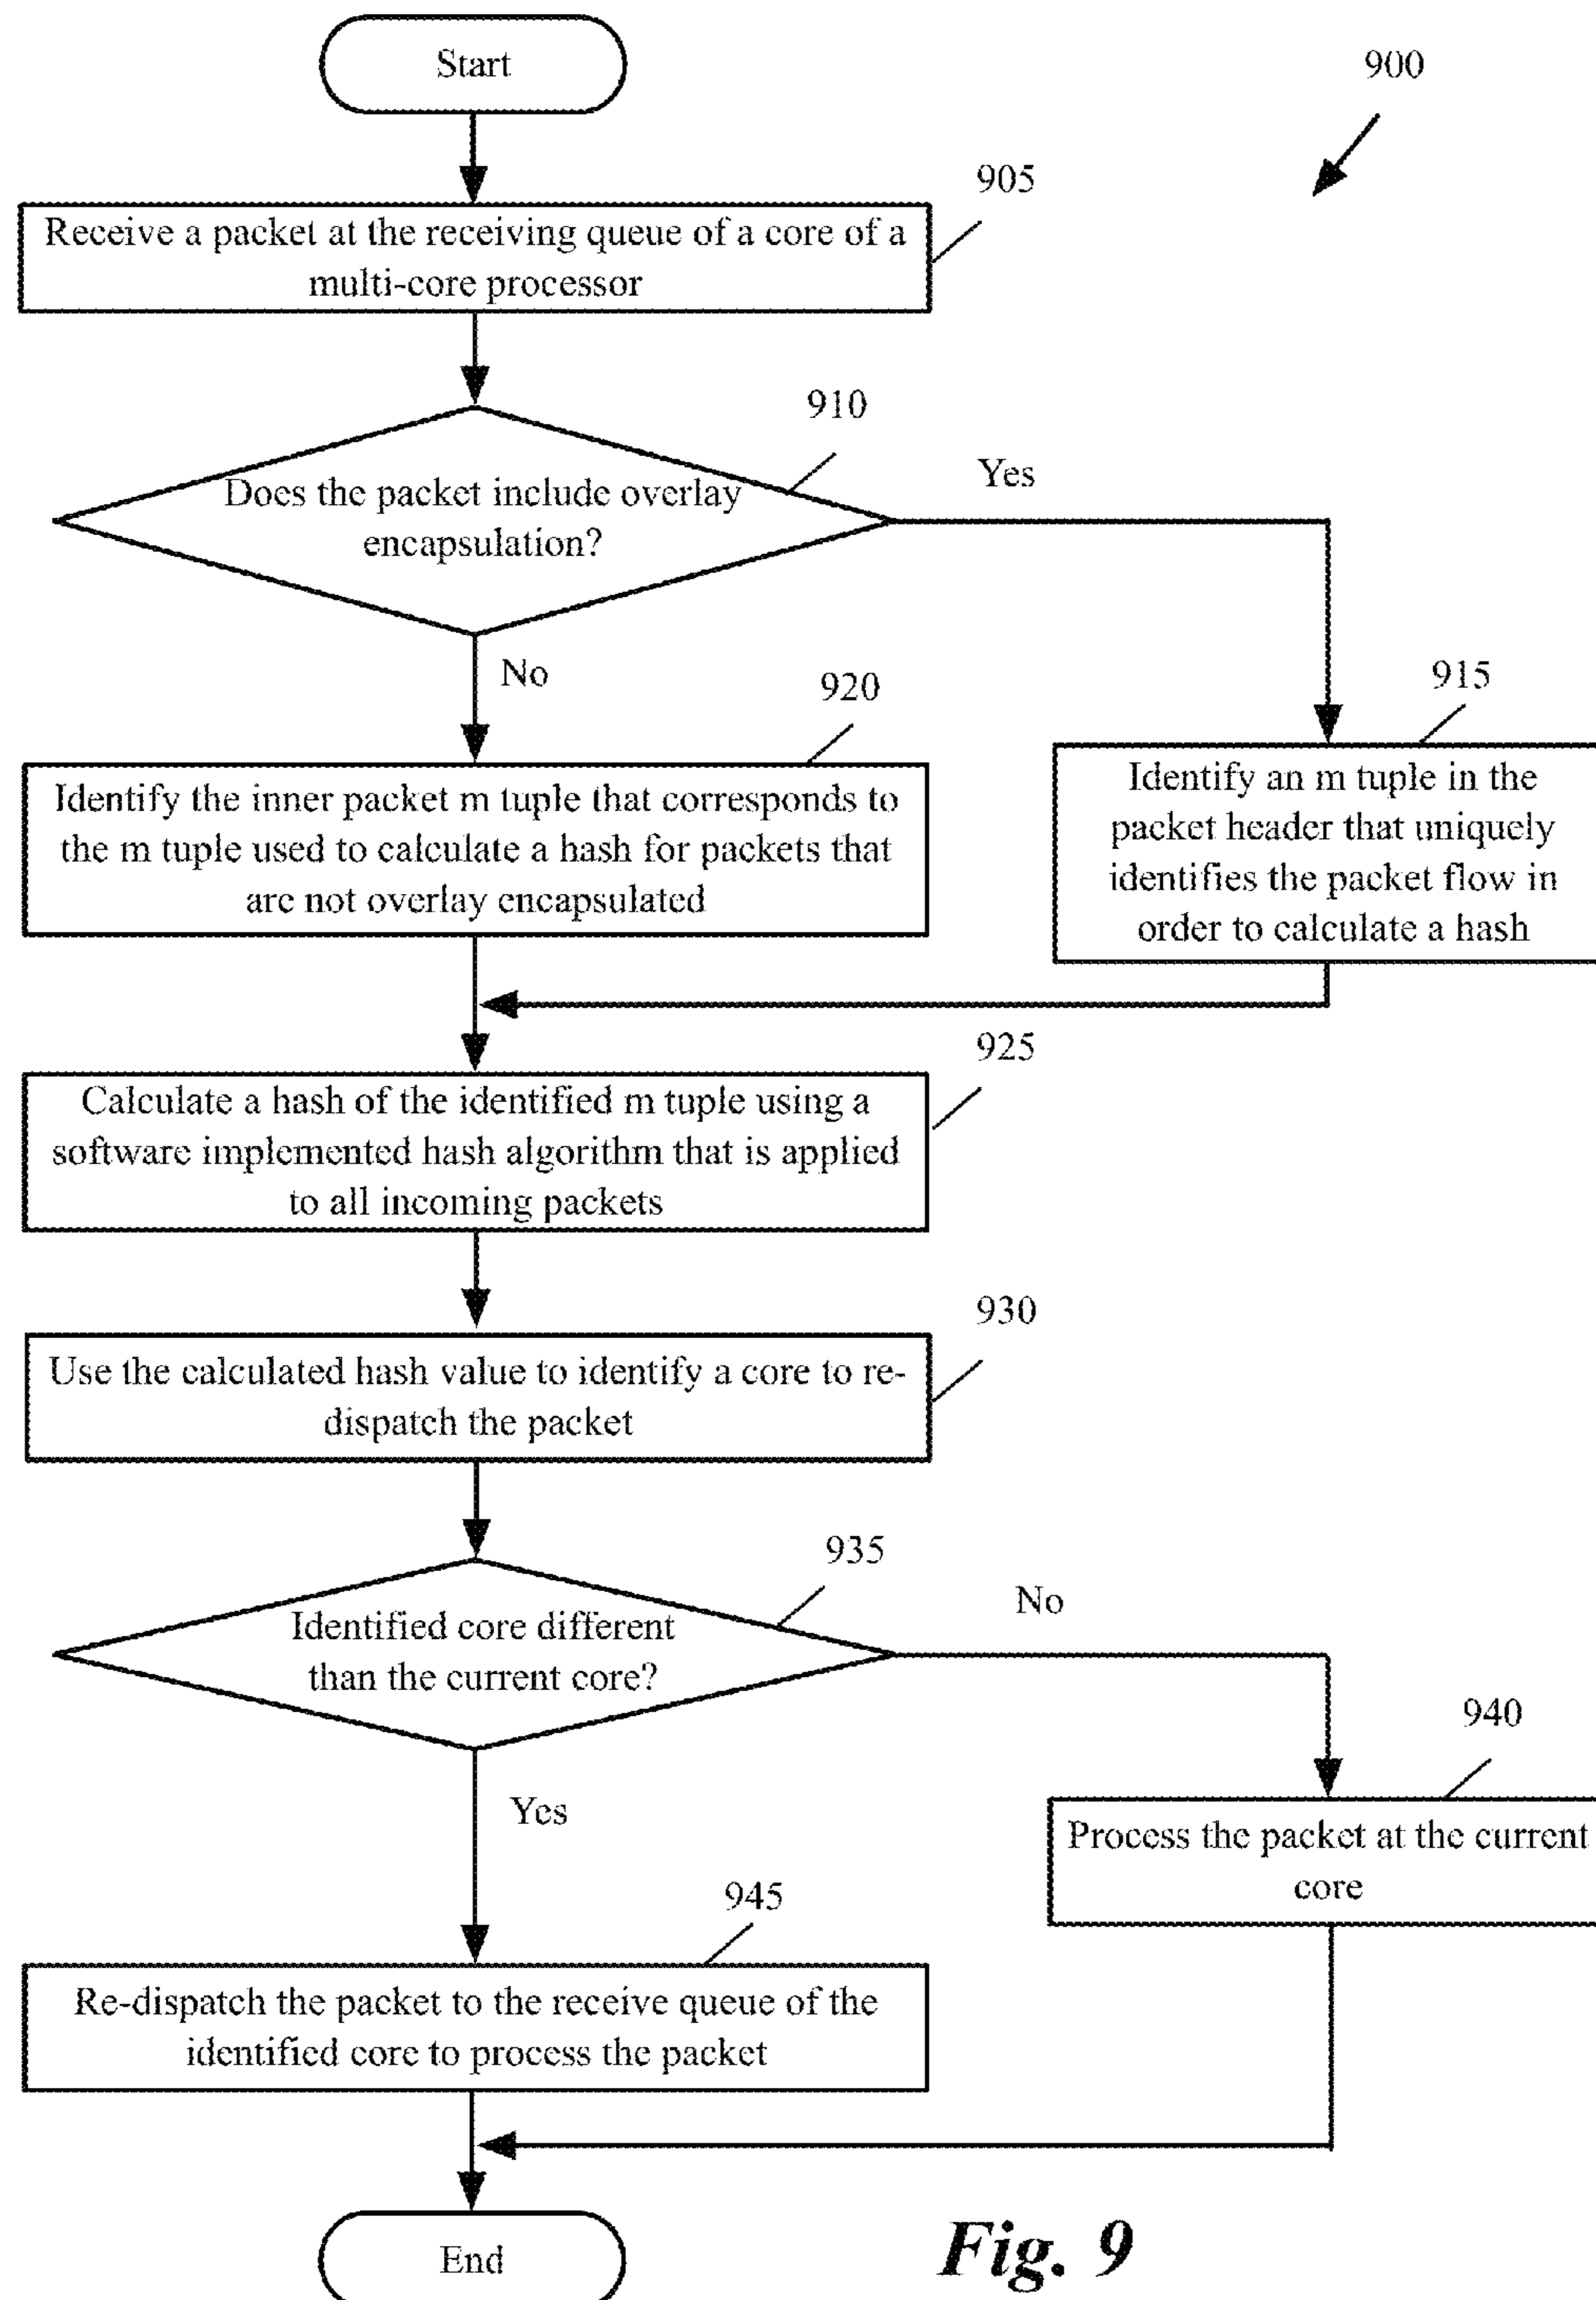 Start
900
905
Receive a packet at the receiving queue of a core of a
multi-core processor
910
Does the packet include overlay
encapsulation?
Yes
No
920
915
Identify the inner packet m tuple that corresponds to
the m tuple used to calculate a hash for packets that
are not overlay encapsulated
Identify an m tuple in the
packet header that uniquely
identifies the packet flow in
order to calculate a hash
925
Calculate a hash of the identified m tuple using a
software implemented hash algorithm that is applied
to all incoming packets
930
Use the calculated hash value to identify a core to re-
dispatch the packet
935
Identified core different
than the current core?
No
Yes
940
Process the packet at the current
core
945
Re-dispatch the packet to the receive queue of the
identified core to process the packet
End
Fig. 9